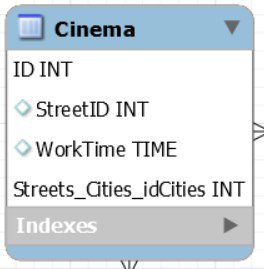 Cinema
ID INT
StreetID INT
WorkTime TIME
Streets_Cities_idCities INT
Indexes